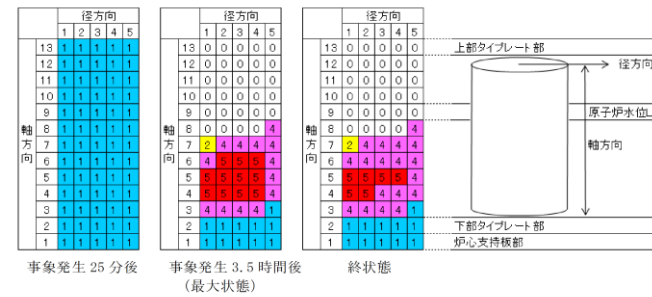 径方向
1 2 3 4 5
軸方向
13 1 1 1 1 1
12 1 1 1 1 1
11 1 1 1 1 1
10 1 1 1 1 1
9 1 1 1 1 1
8 1 1 1 1 1
7 1 1 1 1 1
6 1 1 1 1 1
5 1 1 1 1 1
4 1 1 1 1 1
3 1 1 1 1 1
2 1 1 1 1 1
1 1 1 1 1 1
事象発生25分後
径方向
1 2 3 4 5
軸方向
13 0 0 0 0 0
12 0 0 0 0 0
11 0 0 0 0 0
10 0 0 0 0 0
9 0 0 0 0 0
8 0 0 0 0 4
7 2 4 4 4 4
6 4 5 5 5 4
5 5 5 5 5 4
4 5 5 5 5 4
3 4 4 4 4 1
2 1 1 1 1 1
1 1 1 1 1 1
事象発生3.5時間後
(最大状態)
径方向
1 2 3 4 5
軸方向
13 0 0 0 0 0
12 0 0 0 0 0
11 0 0 0 0 0
10 0 0 0 0 0
9 0 0 0 0 0
8 0 0 0 0 4
7 2 4 4 4 4
6 4 4 4 4 4
5 5 5 5 5 4
4 5 5 4 4 4
3 4 4 4 4 1
2 1 1 1 1 1
1 1 1 1 1 1
終状態
上部タイプレート部
径方向
原子炉水位L
軸方向
下部タイプレート部
炉心支持板部